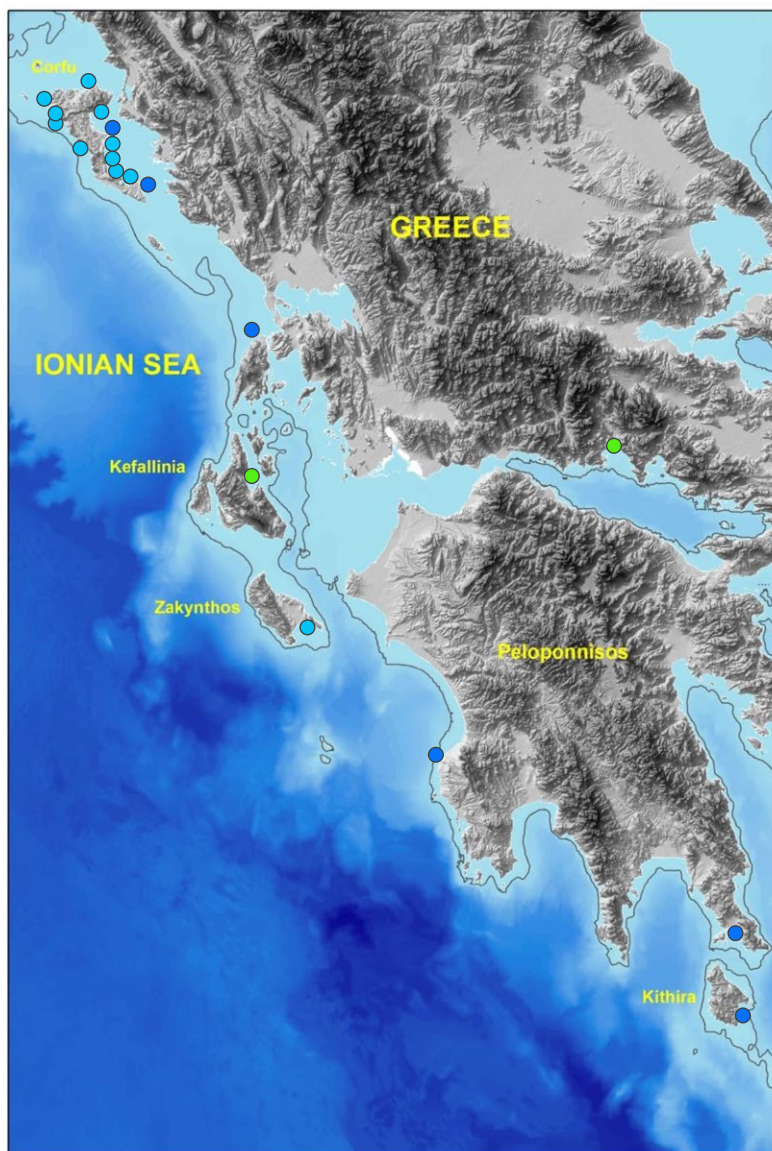 Corfu
GREECE
IONIAN SEA
Kefallinia
Zakynthos
Peloponnisos
Kithira